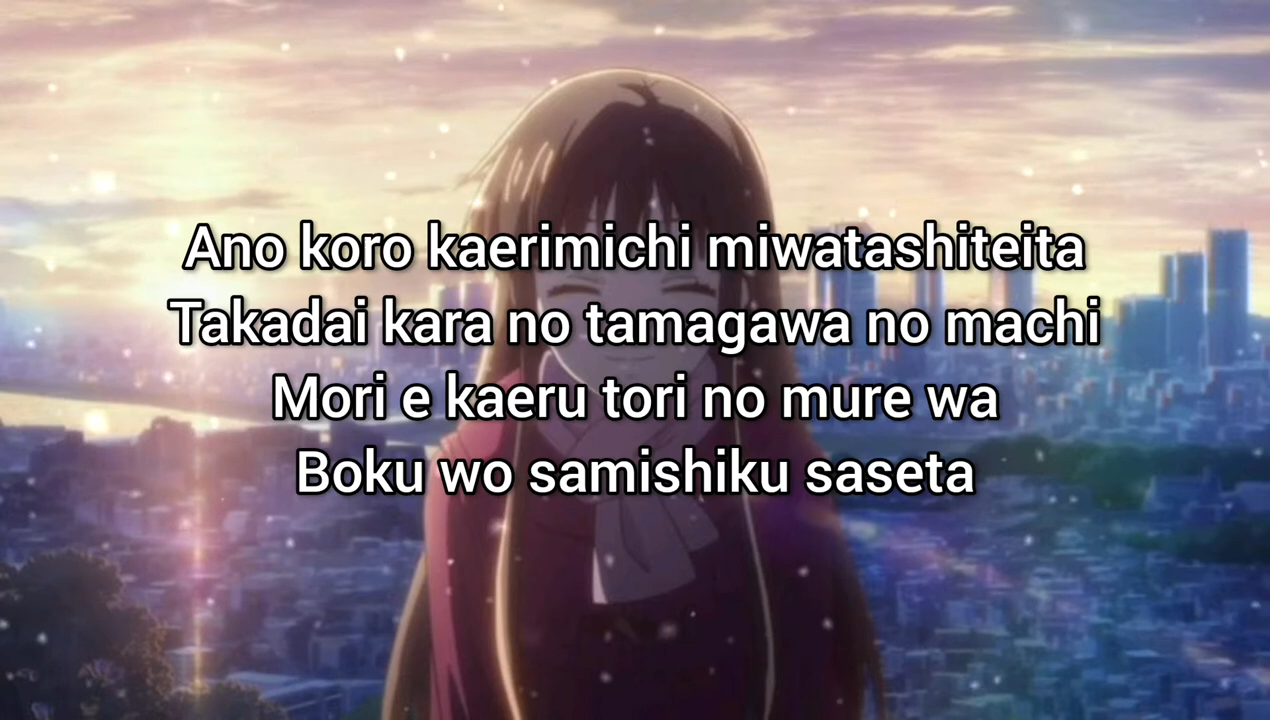 Ano koro kaerimichi miwatashiteita
Takadai kara no tamagawa no machi
Mori e kaeru tori no mure wa
Boku wo samishiku saseta